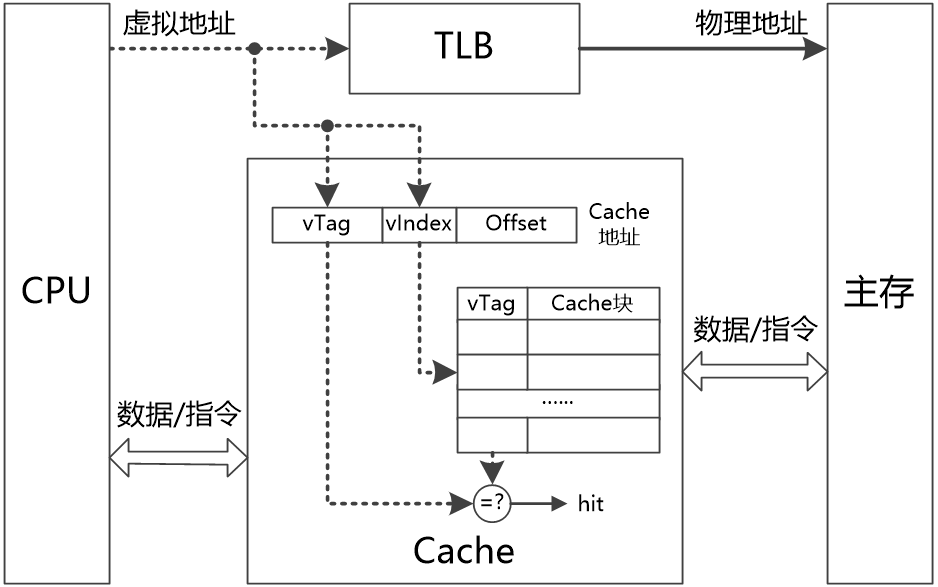 虚拟地址
TLB
物理地址
vTag
vIndex
Offset
Cache
地址
CPU
vTag
Cache块
主存
数据/指令
......
数据/指令
=?
hit
Cache